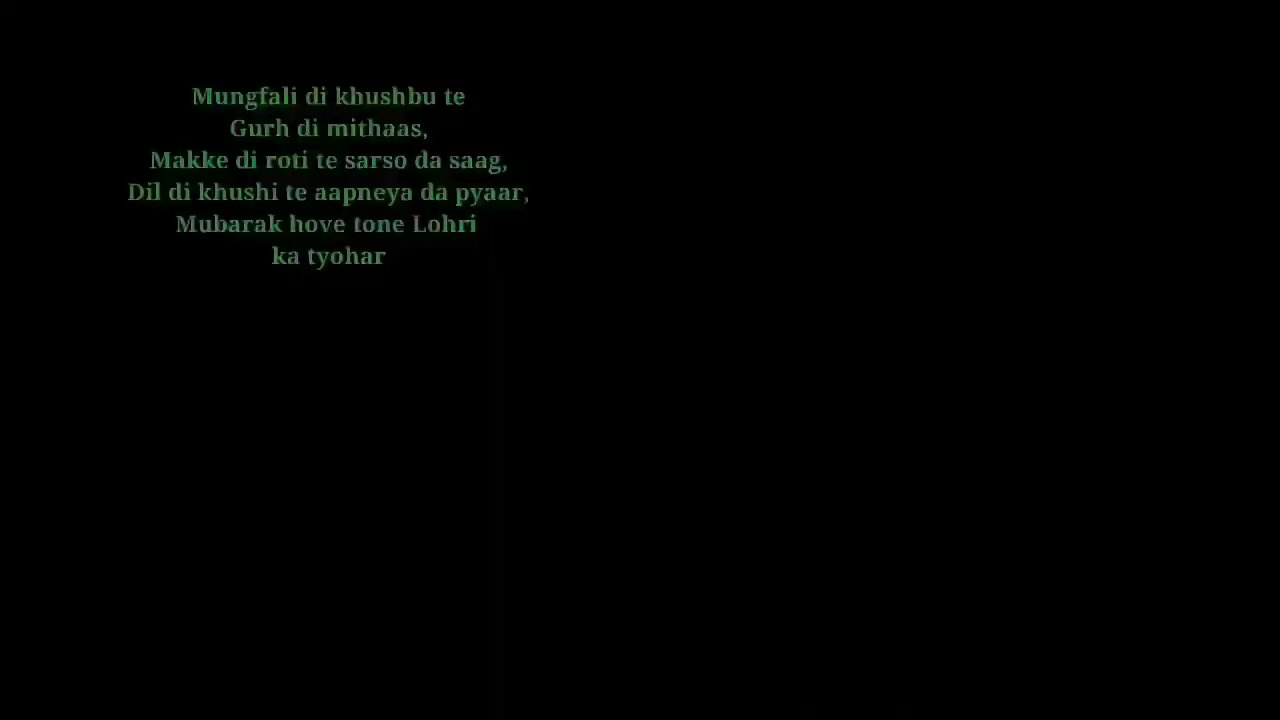 Mungfali di khushbu te
Gurh di mithaas,
Makke di roti te sarso da saag,
Dil di khushi te aapneya da pyaar,
Mubarak hove tone Lohri
ka tyohar